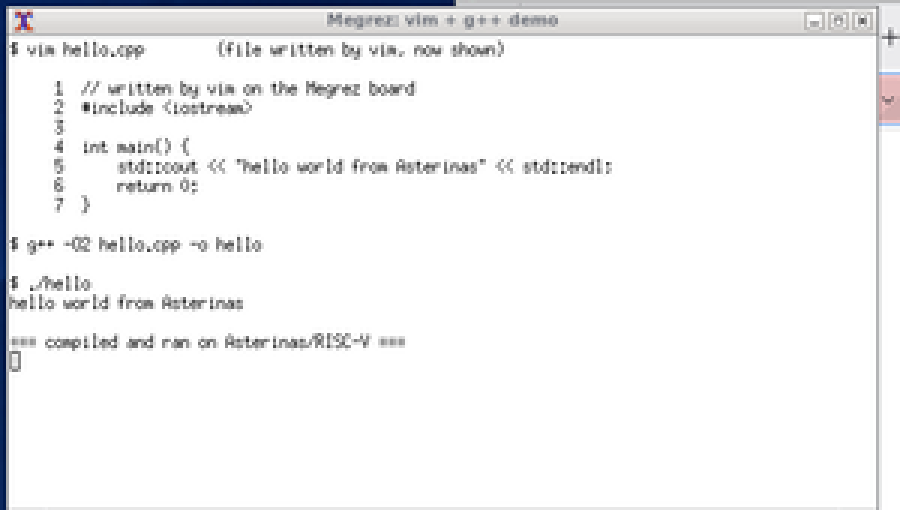 Megrez: vim + g++ demo
$ vim hello.cpp        (file written by vim, now shown)
     1  // written by vim on the Megrez board
     2  #include <iostream>
     3
     4  int main() {
     5      std::cout << "hello world from Asterinas" << std::endl;
     6      return 0;
     7  }
$ g++ -O2 hello.cpp -o hello
$ ./hello
hello world from Asterinas
=== compiled and ran on Asterinas/RISC-V ===